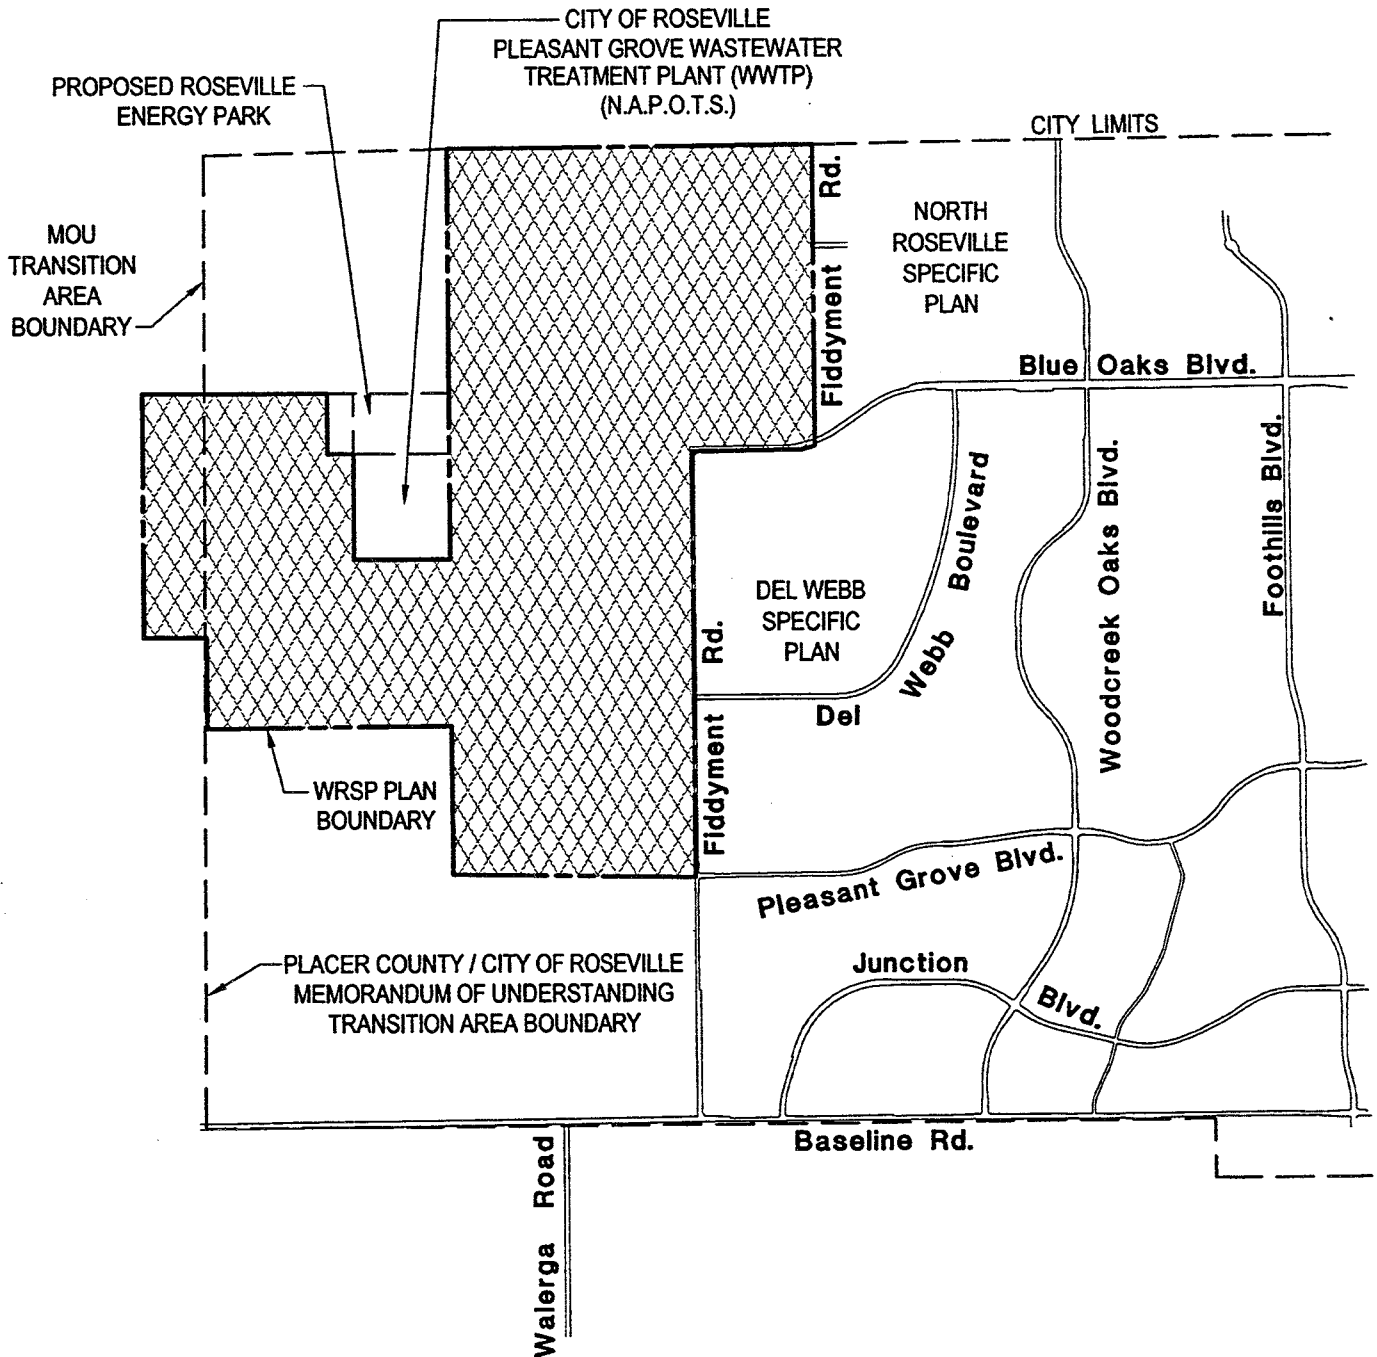 CITY OF ROSEVILLE
PLEASANT GROVE WASTEWATER
TREATMENT PLANT (WWTP)
(N.A.P.O.T.S.)
PROPOSED ROSEVILLE
ENERGY PARK
CITY LIMITS
MOU
TRANSITION
AREA
BOUNDARY
Fiddyment Rd.
NORTH
ROSEVILLE
SPECIFIC
PLAN
Blue Oaks Blvd.
Foothills Blvd.
Woodcreek Oaks Blvd.
DEL WEBB
SPECIFIC
PLAN
Del Webb Boulevard
Fiddyment Rd.
WRSP PLAN
BOUNDARY
Pleasant Grove Blvd.
PLACER COUNTY / CITY OF ROSEVILLE
MEMORANDUM OF UNDERSTANDING
TRANSITION AREA BOUNDARY
Junction Blvd.
Baseline Rd.
Walerga Road